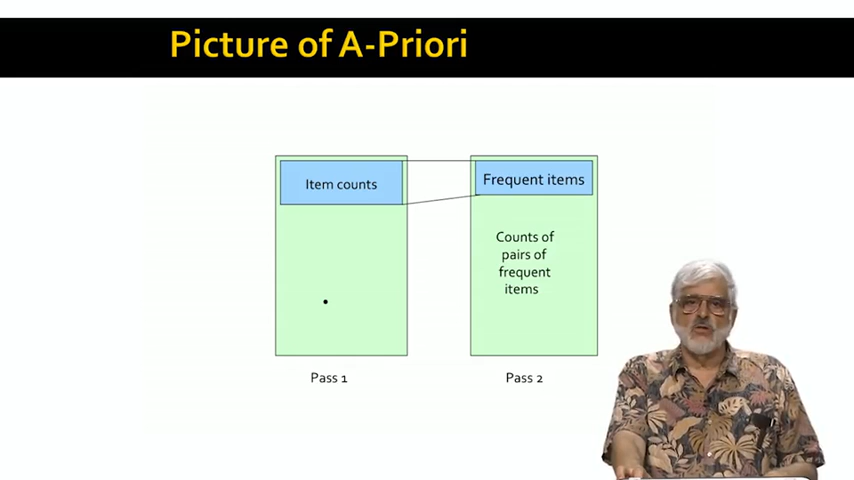 Picture of A-Priori
Item counts
Frequent items
Counts of
pairs of
frequent
items
Pass 1
Pass 2